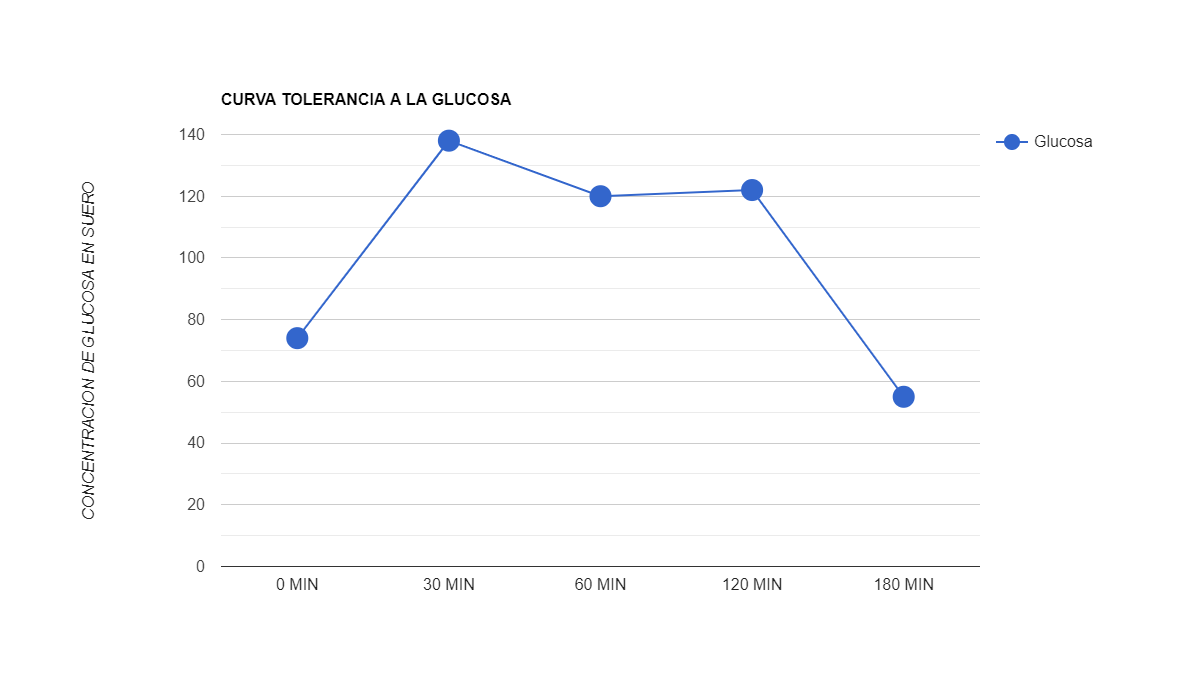 CURVA TOLERANCIA A LA GLUCOSA
Glucosa
CONCENTRACION DE GLUCOSA EN SUERO
140
120
100
80
60
40
20
0
0 MIN 30 MIN 60 MIN 120 MIN 180 MIN